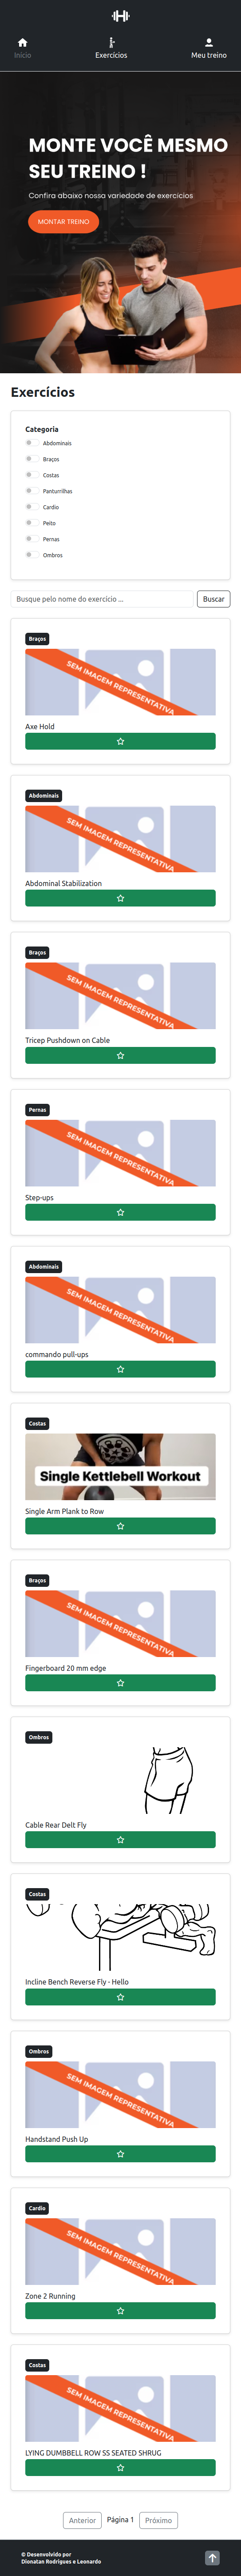 Início
Exercícios
Meu treino
MONTE VOCÊ MESMO
SEU TREINO !
Confira abaixo nossa variedade de exercícios
MONTAR TREINO
Exercícios
Categoria
Abdominais
Braços
Costas
Panturrilhas
Cardio
Peito
Pernas
Ombros
Busque pelo nome do exercício ...
Buscar
Braços
SEM IMAGEM REPRESENTATIVA
Axe Hold
Abdominais
SEM IMAGEM REPRESENTATIVA
Abdominal Stabilization
Braços
SEM IMAGEM REPRESENTATIVA
Tricep Pushdown on Cable
Pernas
SEM IMAGEM REPRESENTATIVA
Step-ups
Abdominais
SEM IMAGEM REPRESENTATIVA
commando pull-ups
Costas
Single Kettlebell Workout
Single Arm Plank to Row
Braços
SEM IMAGEM REPRESENTATIVA
Fingerboard 20 mm edge
Ombros
Cable Rear Delt Fly
Costas
Incline Bench Reverse Fly - Hello
Ombros
SEM IMAGEM REPRESENTATIVA
Handstand Push Up
Cardio
SEM IMAGEM REPRESENTATIVA
Zone 2 Running
Costas
SEM IMAGEM REPRESENTATIVA
LYING DUMBBELL ROW SS SEATED SHRUG
Anterior
Página 1
Próximo
© Desenvolvido por
Dionatan Rodrigues e Leonardo